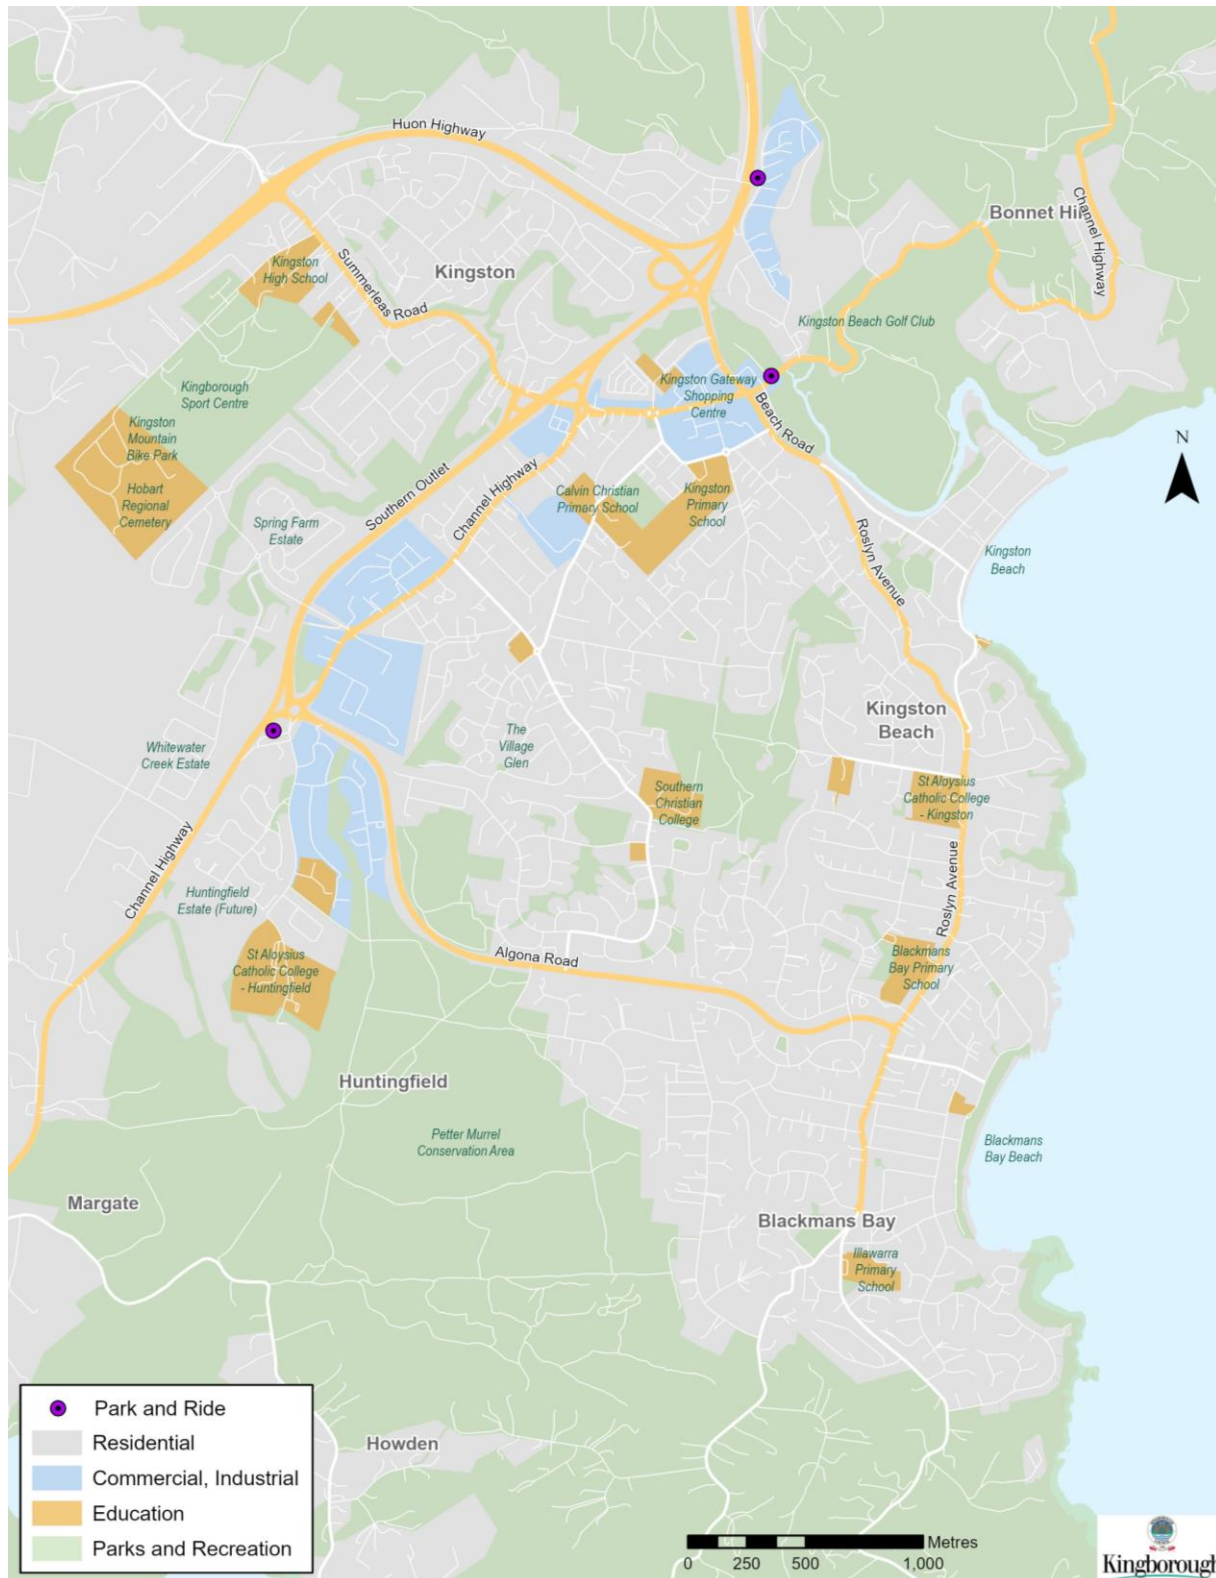 Huon Highway
Bonnet Hill
Channel Highway
Kingston
High School
Summerleas
Road
Kingston
Kingston Beach Golf Club
Kingborough
Sport Centre
Kingston Gateway
Shopping
Centre
Beach Road
Kingston
Mountain
Bike Park
Hobart
Regional
Cemetery
Southern Outlet
Channel Highway
Calvin Christian
Primary School
Kingston
Primary
School
N
Spring Farm
Estate
Roslyn Avenue
Kingston
Beach
Kingston
Beach
Whitewater
Creek Estate
The
Village
Glen
Southern
Christian
College
St Aloysius
Catholic College
- Kingston
Channel Highway
Huntingfield
Estate (Future)
Roslyn Avenue
St Aloysius
Catholic College
- Huntingfield
Algona Road
Blackmans
Bay Primary
School
Huntingfield
Petter Murrel
Conservation Area
Blackmans
Bay Beach
Margate
Blackmans Bay
Illawarra
Primary
School
Howden
Park and Ride
Residential
Commercial, Industrial
Education
Parks and Recreation
Metres
0 250 500 1,000
Kingborough